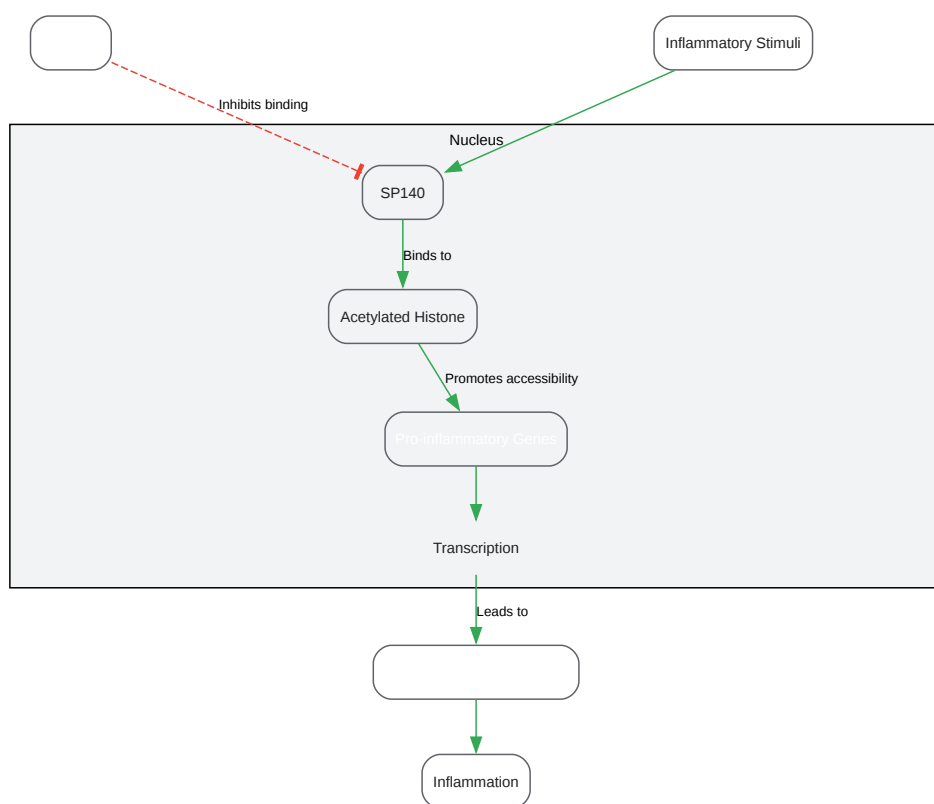 Inflammatory Stimuli
Inhibits binding
Nucleus
SP140
Binds to
Acetylated Histone
Promotes accessibility
Pro-inflammatory Genes
Transcription
Leads to
Inflammation